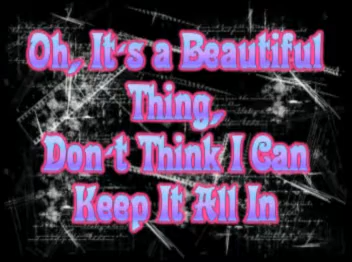 Oh, It's a Beautiful
Thing,
Don't Think I Can
Keep It All In